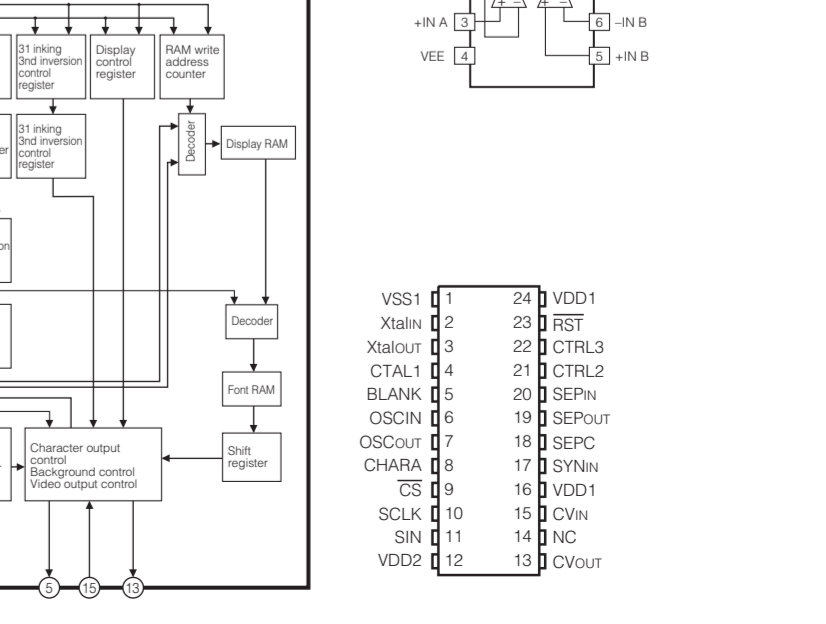 31 inking
3nd inversion
control
register
Display
control
register
RAM write
address
counter
31 inking
3nd inversion
control
register
er
on
Decoder
Display RAM
Decoder
Font RAM
Shift
register
Character output
control
Background control
Video output control
5
15
13
+ −
+ −
+IN A 3
6 −IN B
VEE 4
5 +IN B
VSS1 1
24 VDD1
XtalIN 2
23 RST
XtalOUT 3
22 CTRL3
CTAL1 4
21 CTRL2
BLANK 5
20 SEPIN
OSCIN 6
19 SEPOUT
OSCOUT 7
18 SEPC
CHARA 8
17 SYNIN
CS 9
16 VDD1
SCLK 10
15 CVIN
SIN 11
14 NC
VDD2 12
13 CVOUT